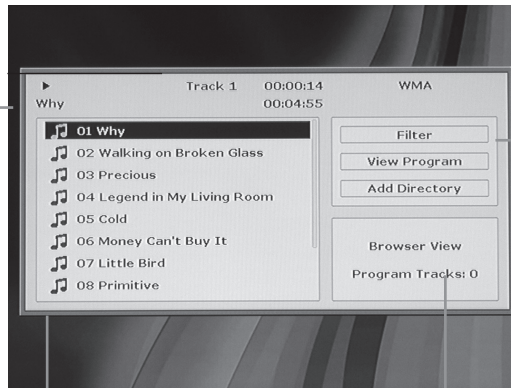 Track 1 00:00:14 WMA
Why 00:04:55
01 Why
02 Walking on Broken Glass
03 Precious
04 Legend in My Living Room
05 Cold
06 Money Can't Buy It
07 Little Bird
08 Primitive
Filter
View Program
Add Directory
Browser View
Program Tracks: 0